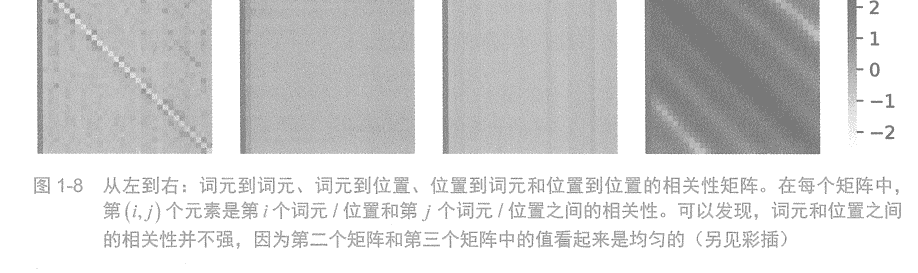 2
1
0
−1
−2
图 1-8 从左到右：词元到词元、词元到位置、位置到词元和位置到位置的相关性矩阵。在每个矩阵中，
第 (i, j) 个元素是第 i 个词元 / 位置和第 j 个词元 / 位置之间的相关性。可以发现，词元和位置之间
的相关性并不强，因为第二个矩阵和第三个矩阵中的值看起来是均匀的（另见彩插）